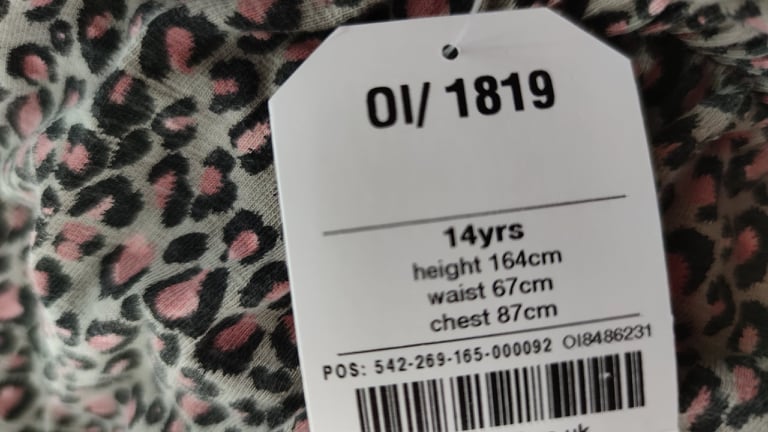 OI/ 1819
14yrs
height 164cm
waist 67cm
chest 87cm
POS: 542-269-165-000092 OI8486231